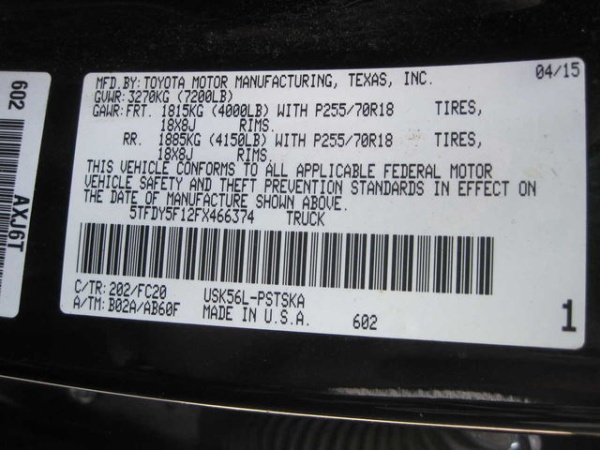 MFD.BY:TOYOTA MOTOR MANUFACTURING, TEXAS, INC. 04/15
GVWR:3270KG (7200LB)
GAWR:FRT. 1815KG (4000LB) WITH P255/70R18 TIRES,
18X8J RIMS.
RR. 1885KG (4150LB) WITH P255/70R18 TIRES,
18X8J RIMS
THIS VEHICLE CONFORMS TO ALL APPLICABLE FEDERAL MOTOR
VEHICLE SAFETY AND THEFT PREVENTION STANDARDS IN EFFECT ON
THE DATE OF MANUFACTURE SHOWN ABOVE.
5TFDY5F12FX466374 TRUCK
C/TR:202/FC20 USK56L-PSTSKA
A/TM:B02A/AB60F MADE IN U.S.A. 602 1
602
AXJ6T